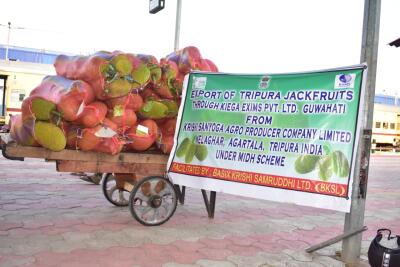 EXPORT OF TRIPURA JACKFRUITS
THROUGH KIEGA EXIMS PVT. LTD. GUWAHATI
FROM
KRISHI SANYOGA AGRO PRODUCER COMPANY LIMITED
MELAGHAR, AGARTALA, TRIPURA INDIA
UNDER MIDH SCHEME
FACILITATED BY: BASIX KRISHI SAMRUDDHI LTD. (BKSL)